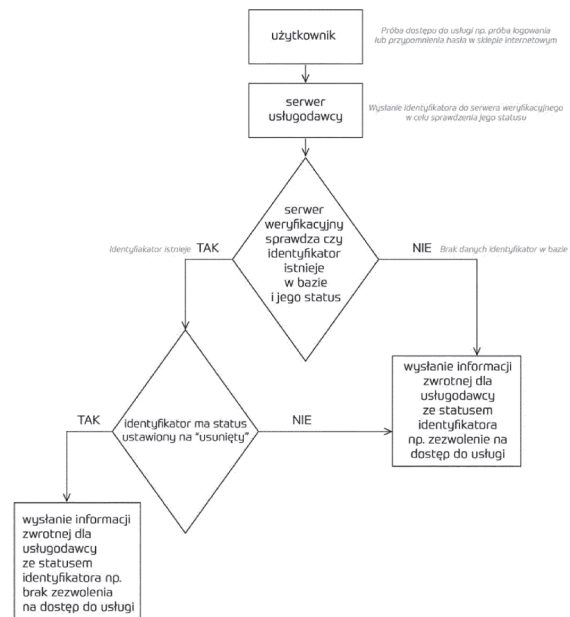 użytkownik
Próba dostępu do usługi np. próba logowania
lub przypomnienia hasła w sklepie internetowym
serwer
usługodawcy
Wysłanie identyfikatora do serwera weryfikacyjnego
w celu sprawdzenia jego statusu
serwer
weryfikacyjny
sprawdza czy
identyfikator
istnieje
w bazie
i jego status
Identyfiakator istnieje TAK
NIE Brak danych identyfikator w bazie
wysłanie informacji
zwrotnej dla
usługodawcy
ze statusem
identyfikatora
np. zezwolenie na
dostęp do usługi
TAK
identyfikator ma status
ustawiony na "usunięty"
NIE
wysłanie informacji
zwrotnej dla
usługodawcy
ze statusem
identyfikatora np.
brak zezwolenia
na dostęp do usługi